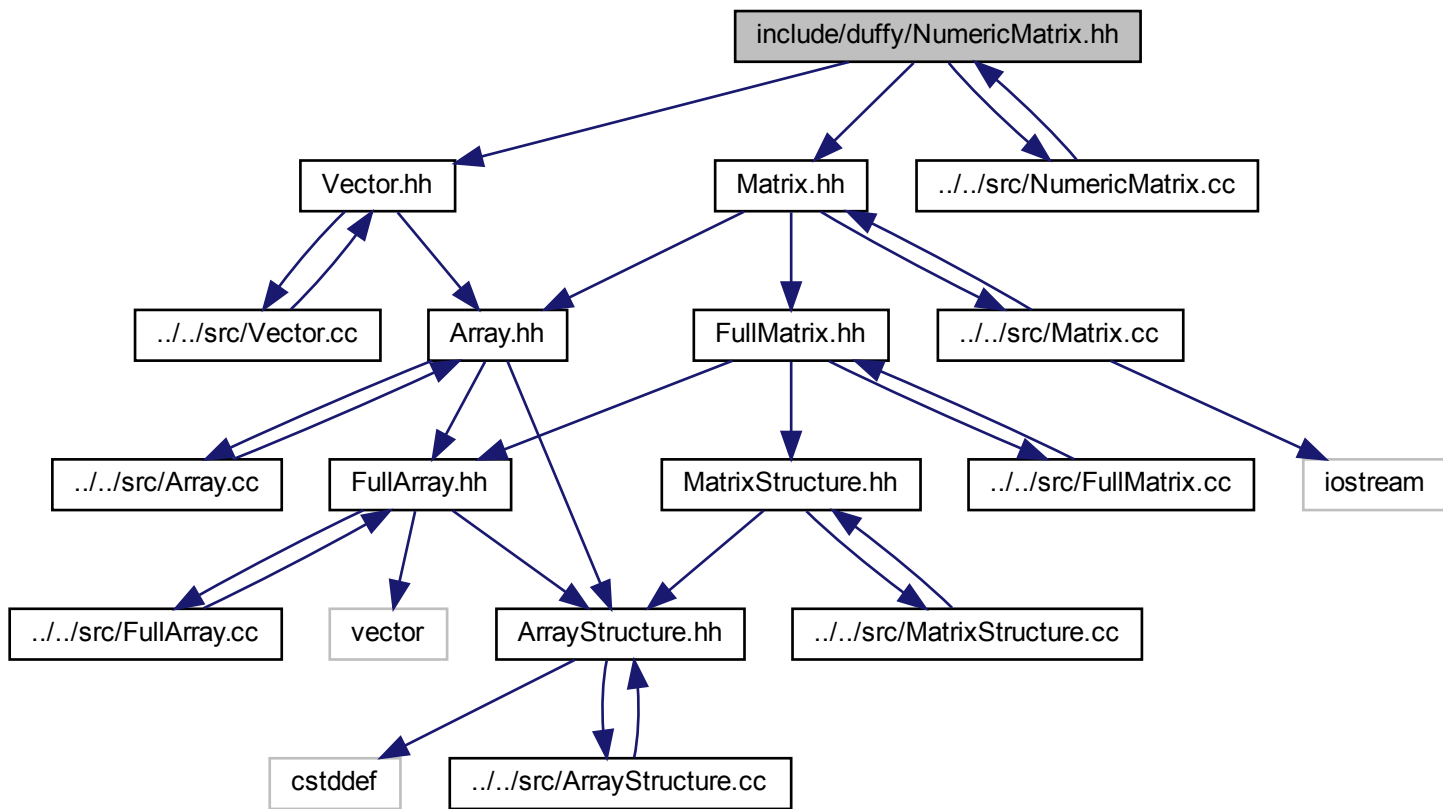 include/duffy/NumericMatrix.hh
Vector.hh
Matrix.hh
../../src/NumericMatrix.cc
../../src/Vector.cc
Array.hh
FullMatrix.hh
../../src/Matrix.cc
../../src/Array.cc
FullArray.hh
MatrixStructure.hh
../../src/FullMatrix.cc
iostream
../../src/FullArray.cc
vector
ArrayStructure.hh
../../src/MatrixStructure.cc
cstddef
../../src/ArrayStructure.cc